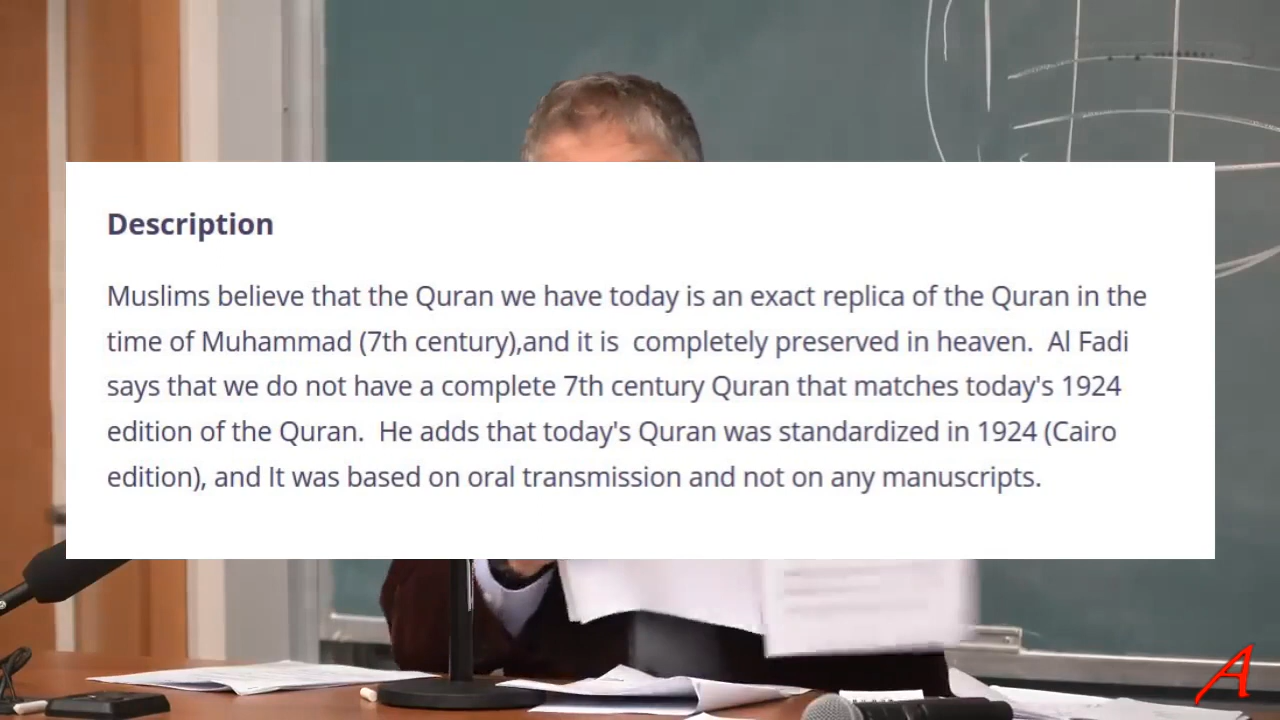 Description
Muslims believe that the Quran we have today is an exact replica of the Quran in the
time of Muhammad (7th century),and it is  completely preserved in heaven.  Al Fadi
says that we do not have a complete 7th century Quran that matches today's 1924
edition of the Quran.  He adds that today's Quran was standardized in 1924 (Cairo
edition), and It was based on oral transmission and not on any manuscripts.
A